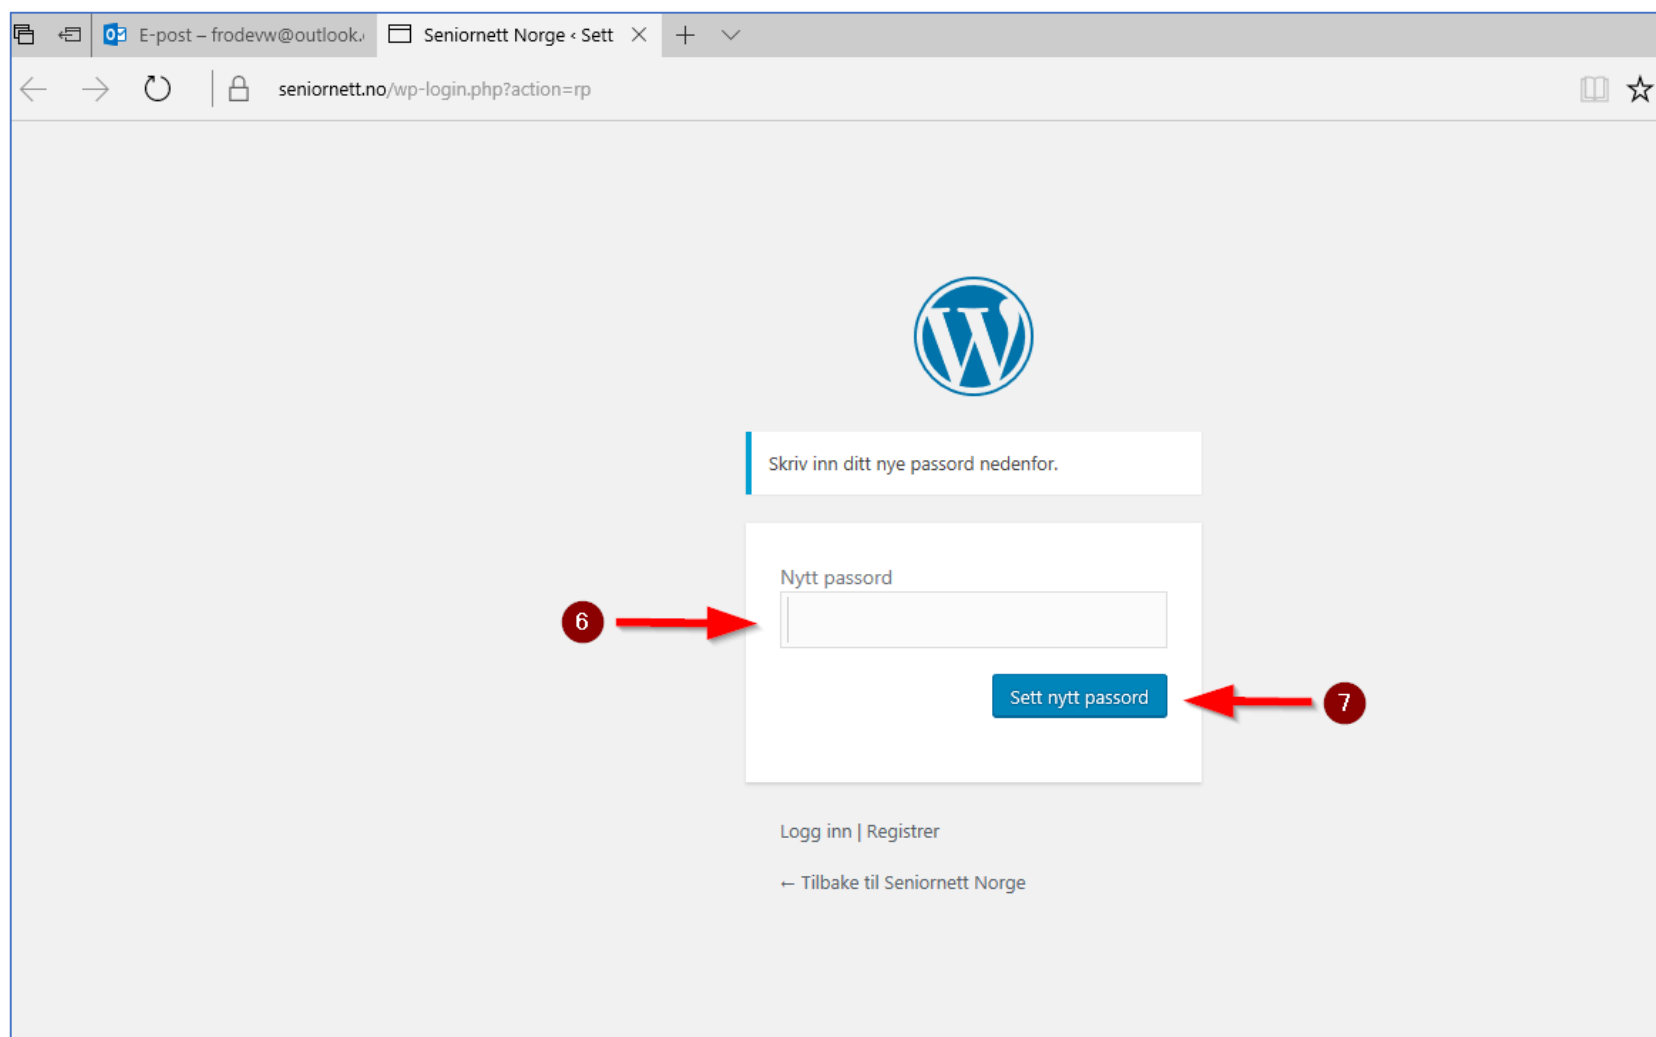 E-post – frodevw@outlook.
Seniornett Norge ‹ Sett
seniornett.no/wp-login.php?action=rp
Skriv inn ditt nye passord nedenfor.
Nytt passord
6
Sett nytt passord
7
Logg inn | Registrer
← Tilbake til Seniornett Norge